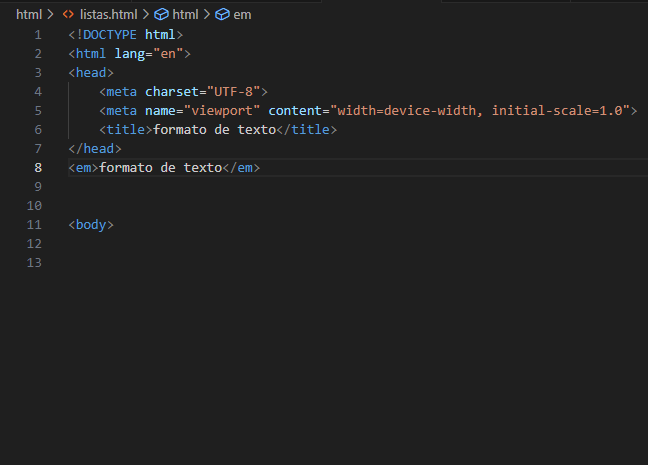 html > listas.html > html > em
1 <!DOCTYPE html>
2 <html lang="en">
3 <head>
4     <meta charset="UTF-8">
5     <meta name="viewport" content="width=device-width, initial-scale=1.0">
6     <title>formato de texto</title>
7 </head>
8 <em>formato de texto</em>
9
10
11 <body>
12
13